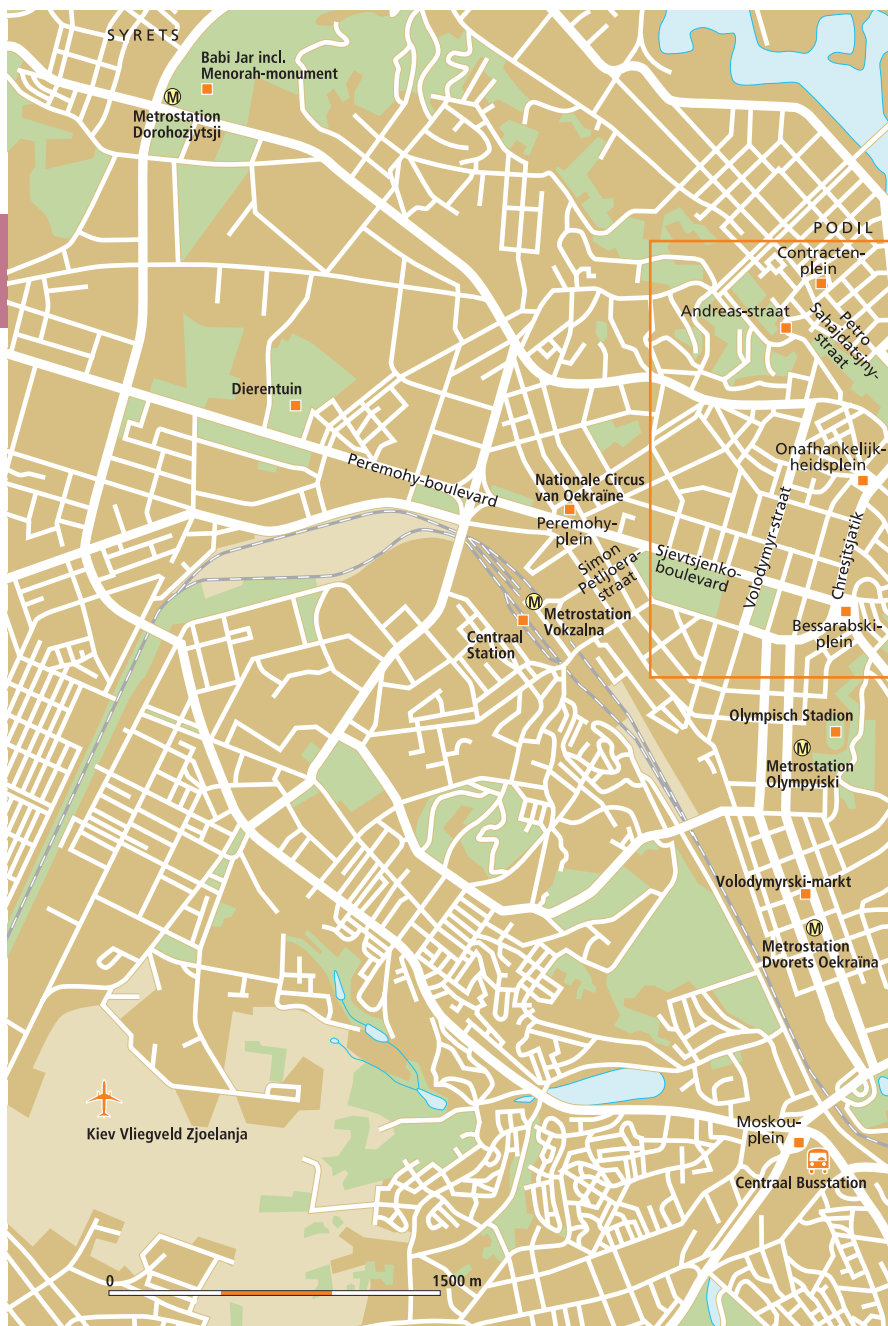 SYRETS
Babi Jar incl.
Menorah-monument
M
Metrostation
Dorohozjytsji
PODIL
Contracten-
plein
Andreas-straat
Petro
Sahajdatsjny-
straat
Dierentuin
Peremohy-boulevard
Nationale Circus
van Oekraïne
Peremohy-
plein
Onafhankelijk-
heidsplein
Simon
Petljoera-
straat
Sjevtsjenko-
boulevard
Volodymyr-straat
Chresjtsjatik
M
Metrostation
Vokzalna
Centraal
Station
Bessarabski-
plein
Olympisch Stadion
M
Metrostation
Olympyiski
Volodymyrski-markt
M
Metrostation
Dvorets Oekraïna
Kiev Vliegveld Zjoelanja
Moskou-
plein
Centraal Busstation
0 1500 m